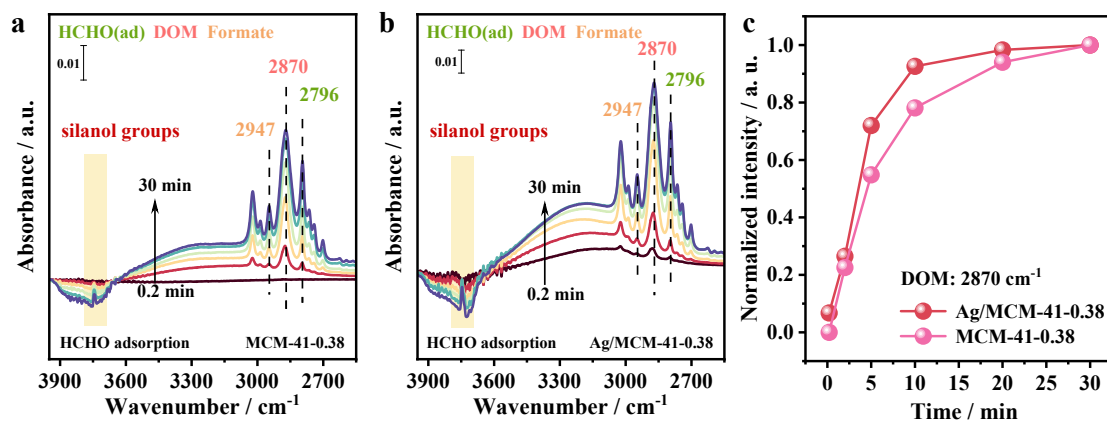 a
HCHO(ad) DOM Formate
0.01
2870
2796
2947
silanol groups
30 min
0.2 min
HCHO adsorption
MCM-41-0.38
Absorbance / a.u.
3900 3600 3300 3000 2700
Wavenumber / cm⁻¹
b
HCHO(ad) DOM Formate
0.01
2870
2796
2947
silanol groups
30 min
0.2 min
HCHO adsorption
Ag/MCM-41-0.38
Absorbance / a.u.
3900 3600 3300 3000 2700
Wavenumber / cm⁻¹
c
Normalized intensity / a. u.
1.0
0.8
0.6
0.4
0.2
0.0
DOM: 2870 cm⁻¹
Ag/MCM-41-0.38
MCM-41-0.38
0 5 10 15 20 25 30
Time / min